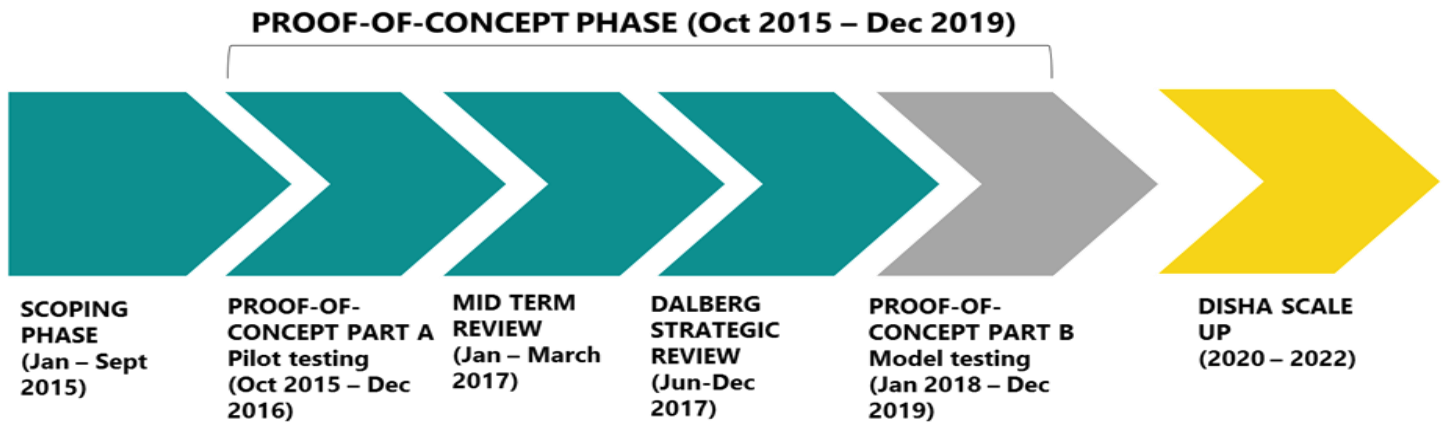 PROOF-OF-CONCEPT PHASE (Oct 2015 – Dec 2019)
SCOPING
PHASE
(Jan – Sept
2015)
PROOF-OF-
CONCEPT PART A
Pilot testing
(Oct 2015 – Dec
2016)
MID TERM
REVIEW
(Jan – March
2017)
DALBERG
STRATEGIC
REVIEW
(Jun-Dec
2017)
PROOF-OF-
CONCEPT PART B
Model testing
(Jan 2018 – Dec
2019)
DISHA SCALE
UP
(2020 – 2022)